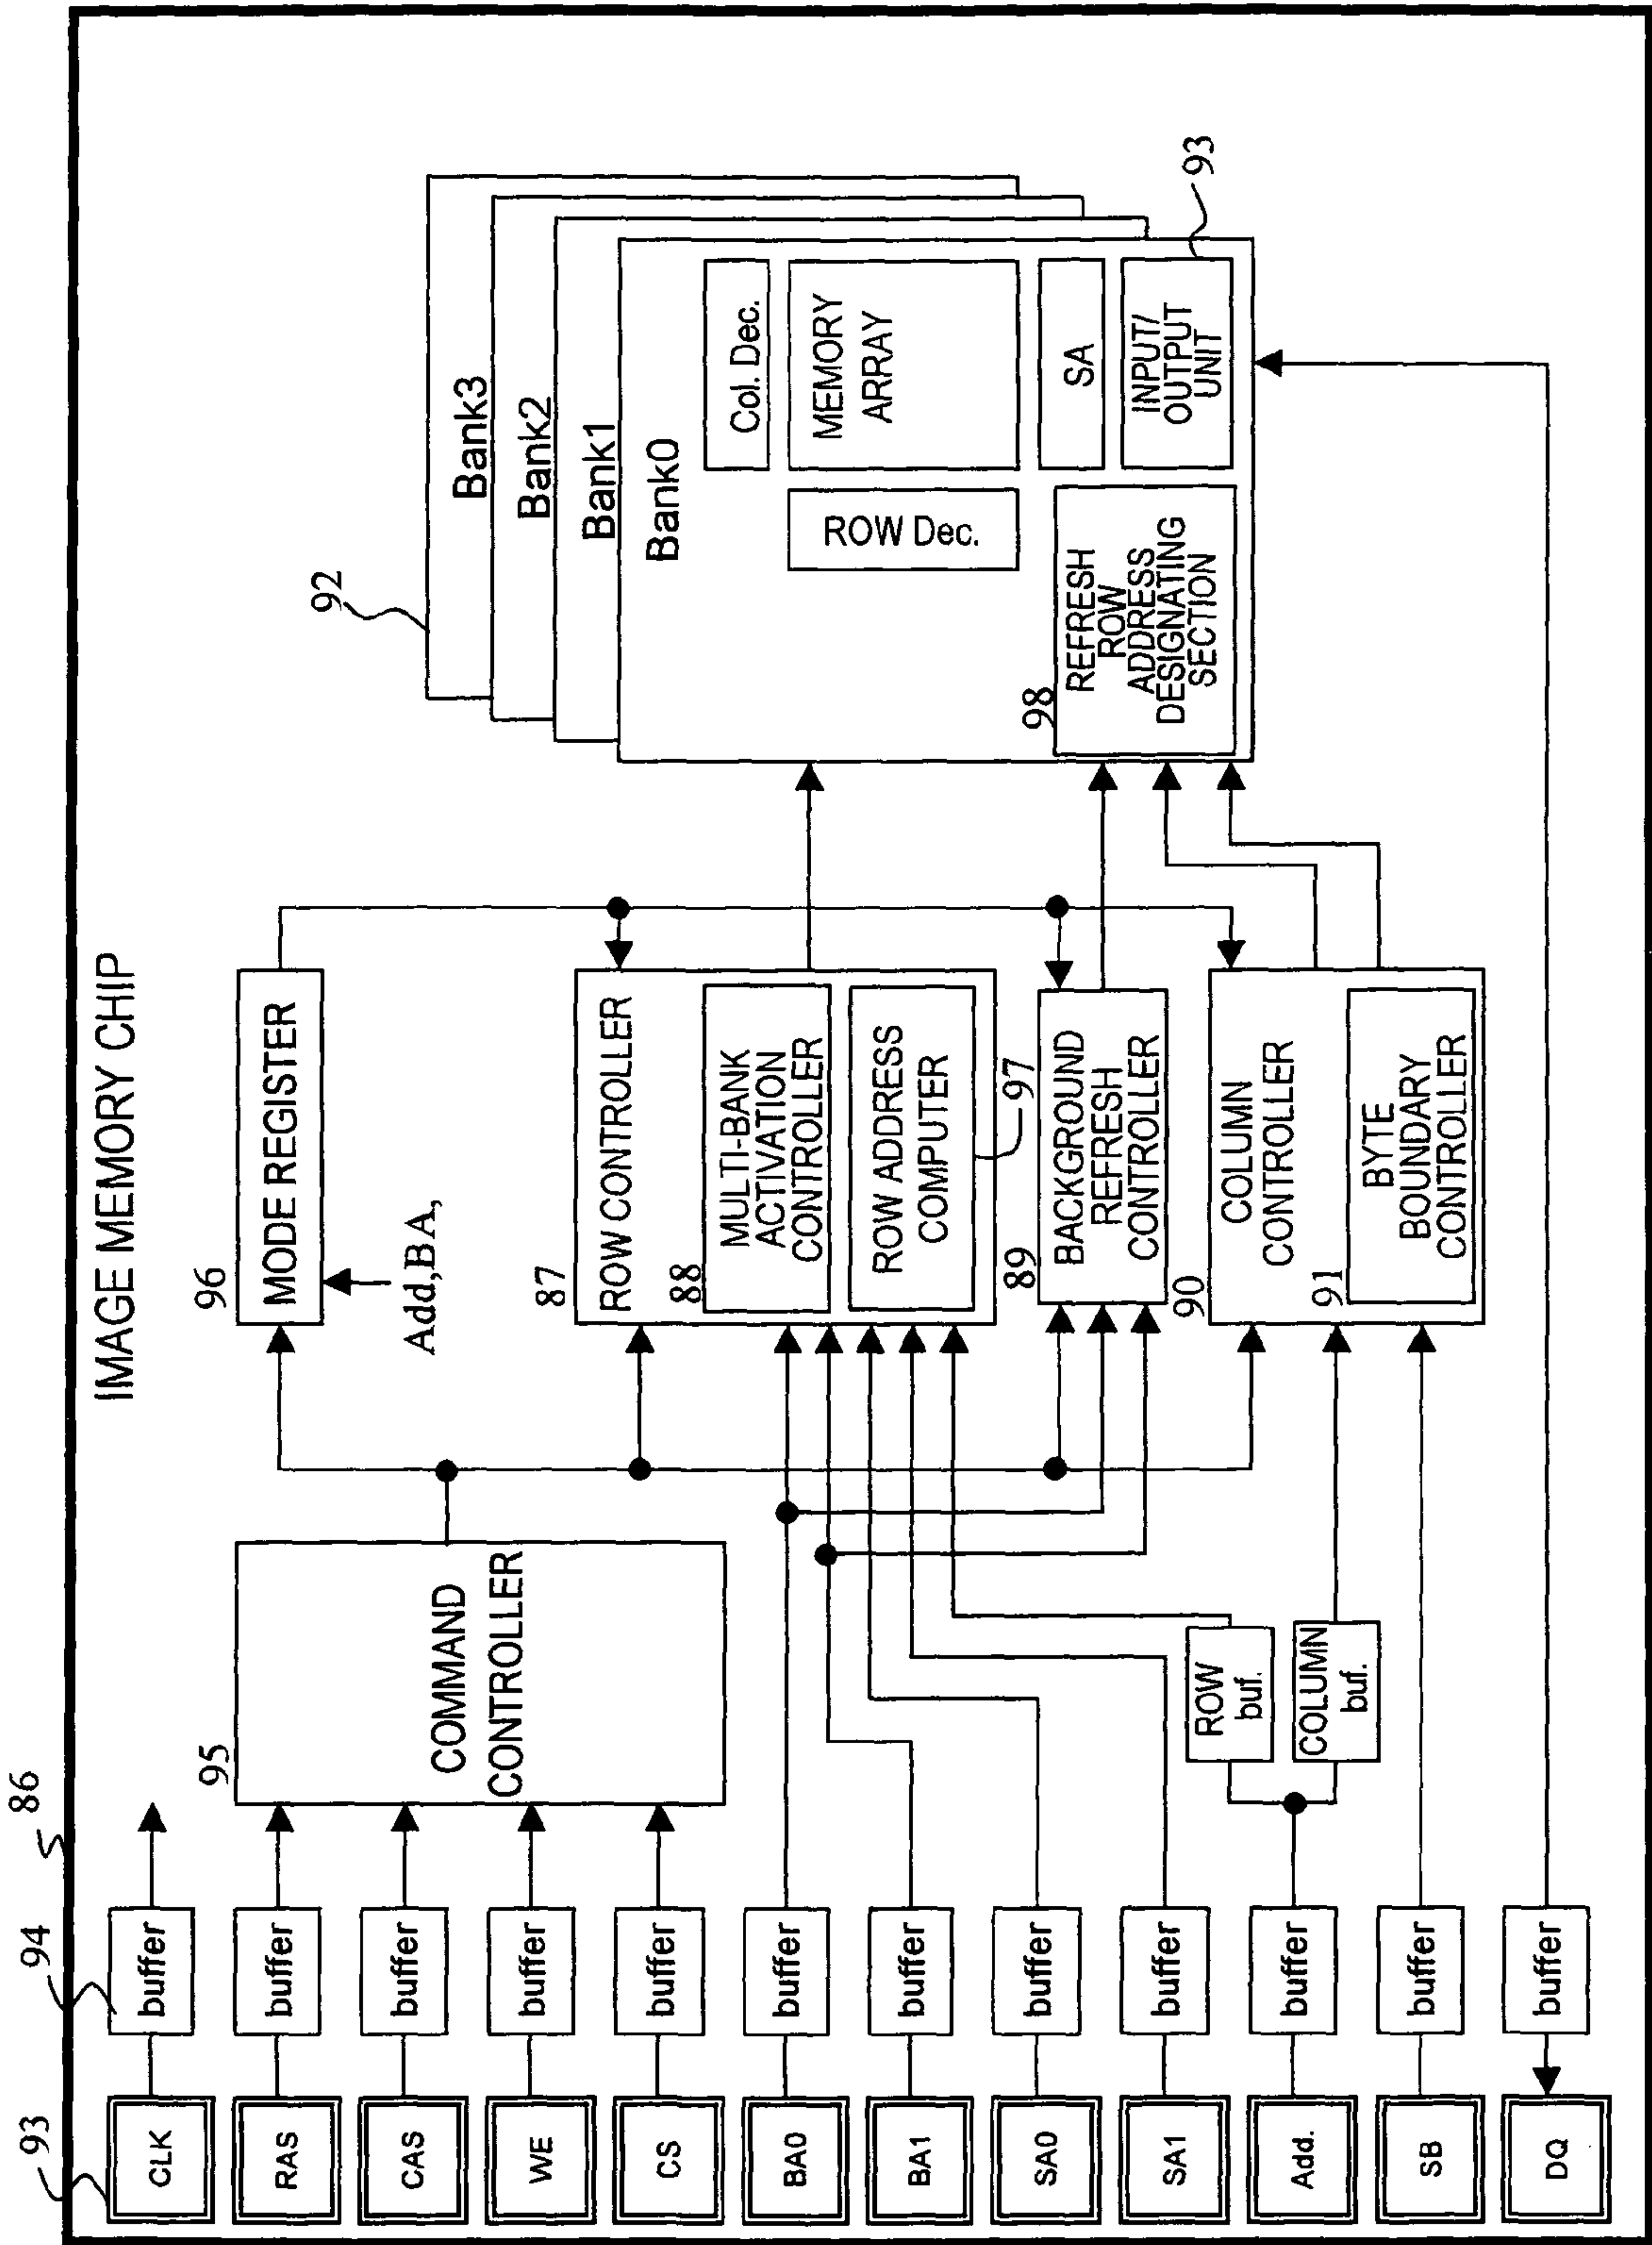 IMAGE MEMORY CHIP
86
93
94
CLK
buffer
RAS
buffer
CAS
buffer
WE
buffer
CS
buffer
BA0
buffer
BA1
buffer
SA0
buffer
SA1
buffer
Add.
buffer
SB
buffer
DQ
buffer
95
COMMAND
CONTROLLER
ROW
buf.
COLUMN
buf.
96
MODE REGISTER
Add,BA,
87
ROW CONTROLLER
88
MULTI-BANK
ACTIVATION
CONTROLLER
ROW ADDRESS
COMPUTER
97
89
BACKGROUND
REFRESH
CONTROLLER
90
COLUMN
CONTROLLER
91
BYTE
BOUNDARY
CONTROLLER
92
Bank3
Bank2
Bank1
Bank0
Col. Dec.
ROW Dec.
MEMORY
ARRAY
SA
98
REFRESH
ROW
ADDRESS
DESIGNATING
SECTION
INPUT/
OUTPUT
UNIT
93